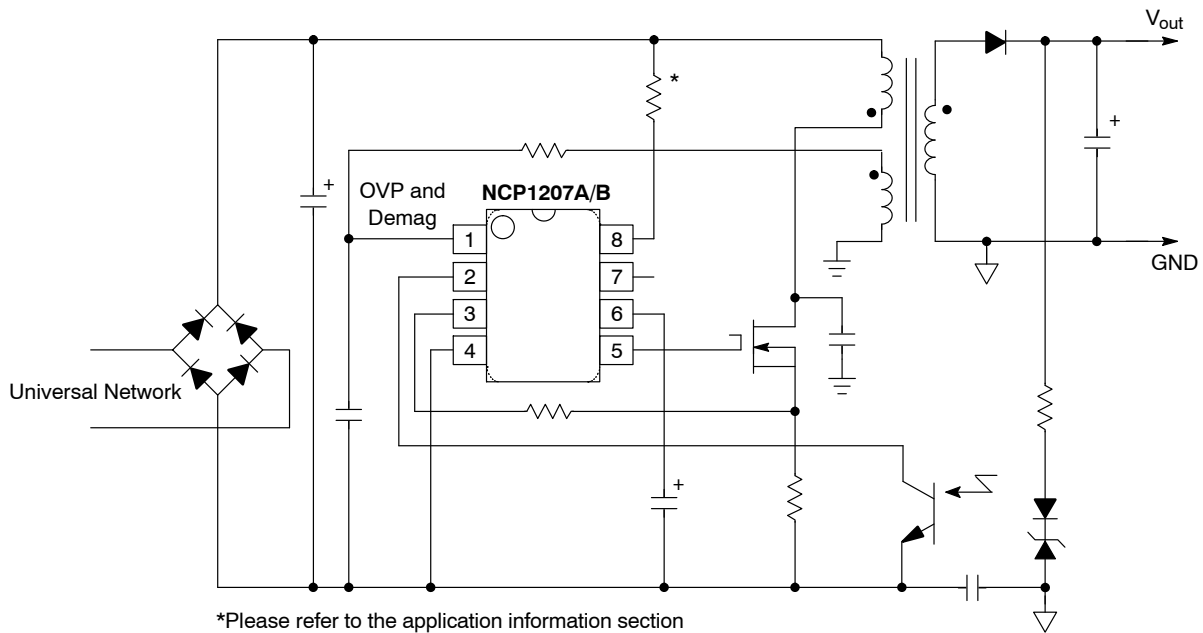 V_out
*
+
+
OVP and
Demag
NCP1207A/B
1
8
2
7
3
6
4
5
GND
Universal Network
+
*Please refer to the application information section